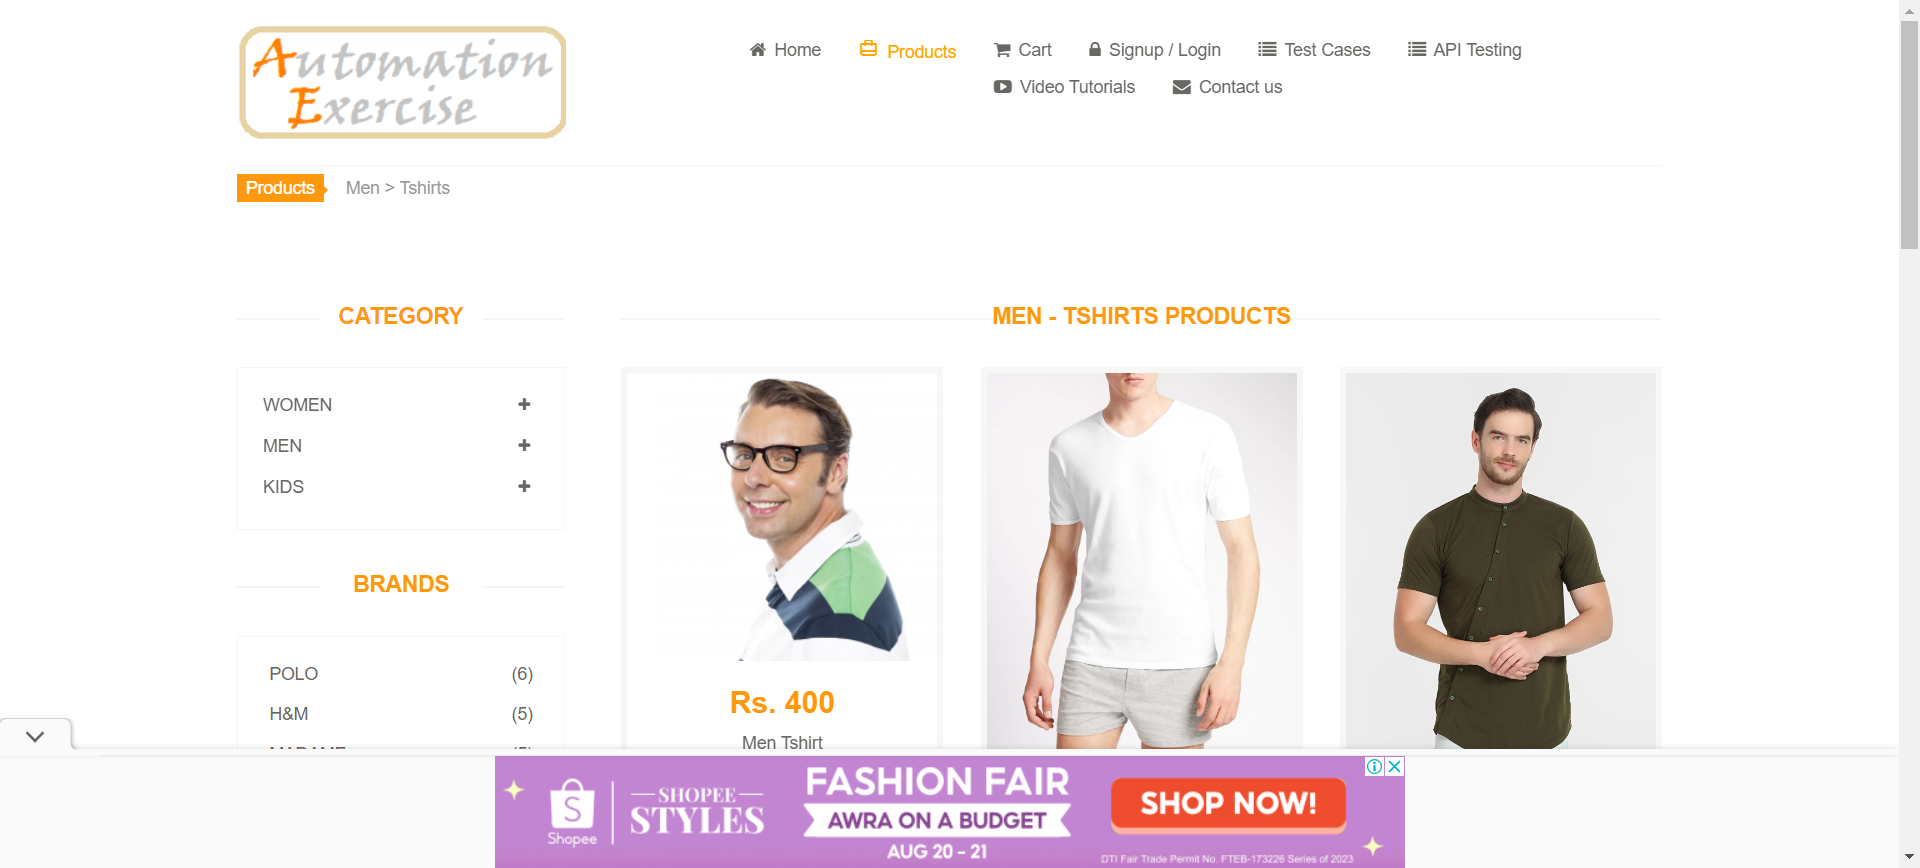 Automation
Exercise
Home
Products
Cart
Signup / Login
Test Cases
API Testing
Video Tutorials
Contact us
Products
Men > Tshirts
CATEGORY
WOMEN
MEN
KIDS
BRANDS
POLO (6)
H&M (5)
MEN - TSHIRTS PRODUCTS
Rs. 400
Men Tshirt
S
Shopee
SHOPEE
STYLES
FASHION FAIR
AWRA ON A BUDGET
AUG 20 - 21
SHOP NOW!
DTI Fair Trade Permit No. FTEB-173226 Series of 2023